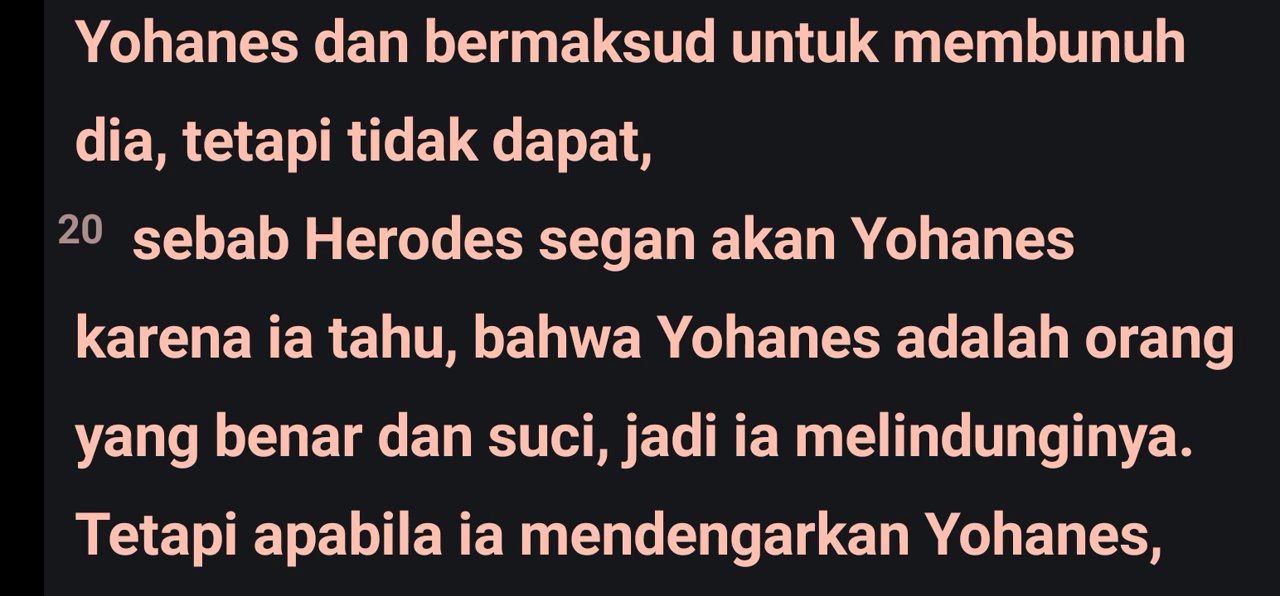 Yohanes dan bermaksud untuk membunuh
dia, tetapi tidak dapat,
20 sebab Herodes segan akan Yohanes
karena ia tahu, bahwa Yohanes adalah orang
yang benar dan suci, jadi ia melindunginya.
Tetapi apabila ia mendengarkan Yohanes,